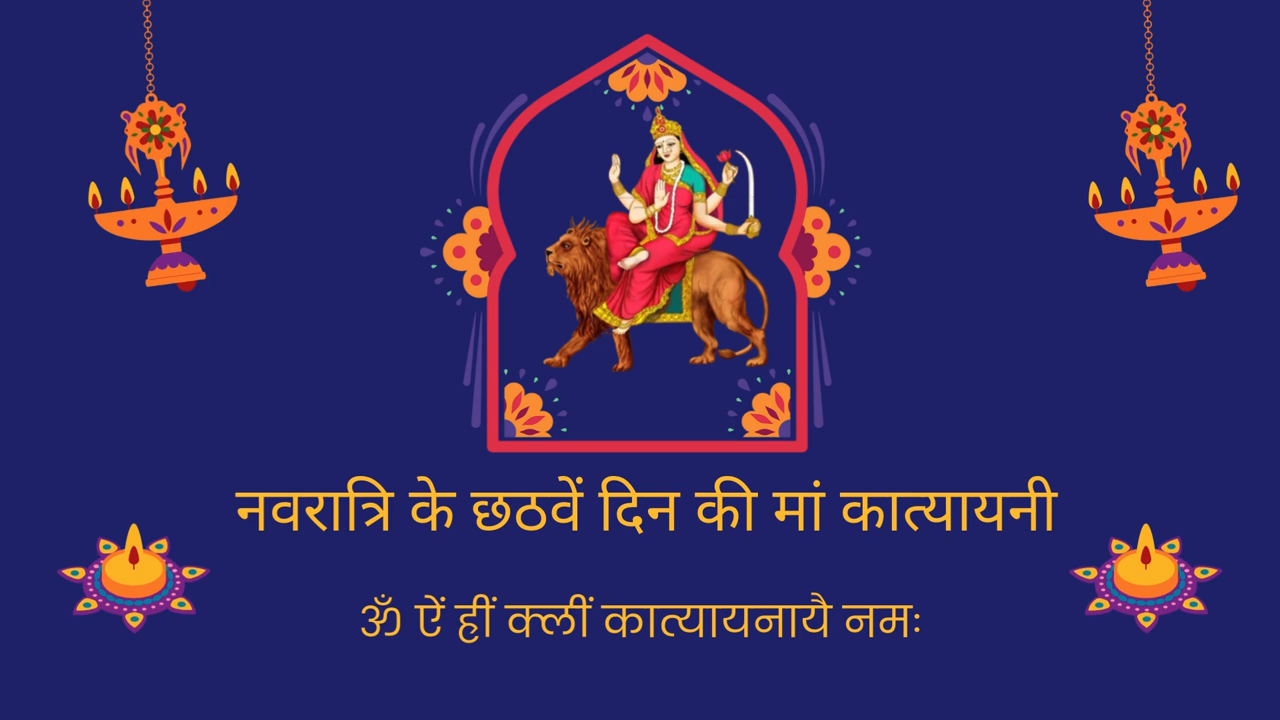 नवरात्रि के छठवें दिन की मां कात्यायनी
ॐ ऐं हीं क्लीं कात्यायनायै नमः